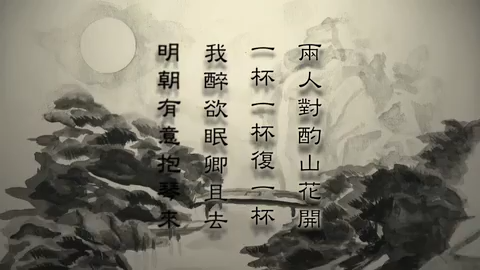 兩人對酌山花開
一杯一杯復一杯
我醉欲眠卿且去
明朝有意抱琴來